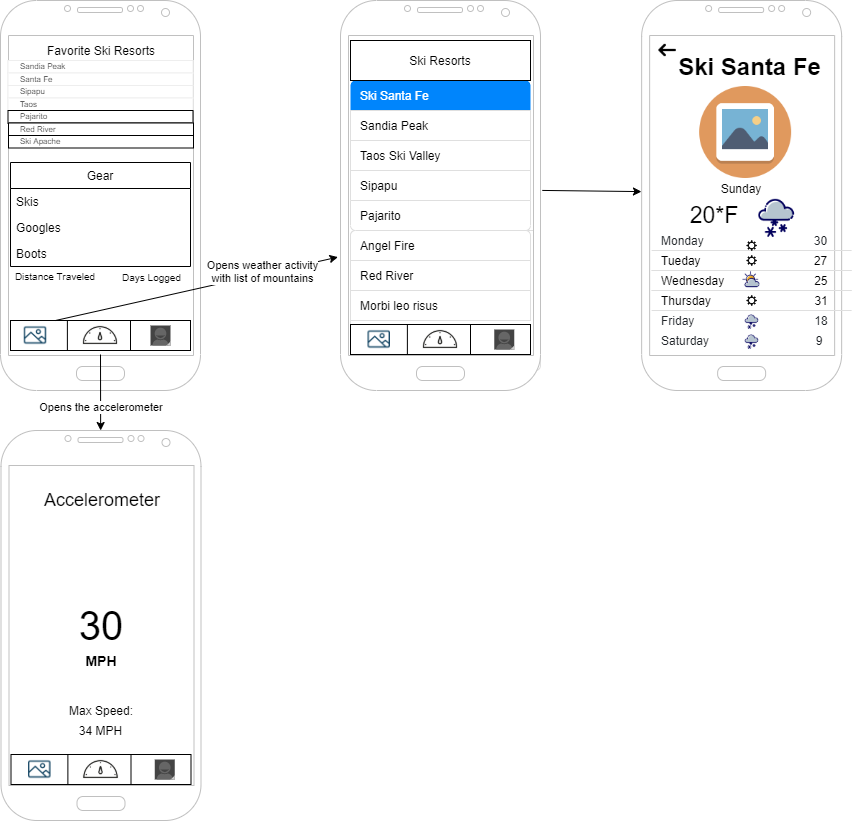 Favorite Ski Resorts
Sandia Peak
Santa Fe
Sipapu
Taos
Pajarito
Red River
Ski Apache
Gear
Skis
Googles
Boots
Distance Traveled
Days Logged
Opens weather activity
with list of mountains
Ski Resorts
Ski Santa Fe
Sandia Peak
Taos Ski Valley
Sipapu
Pajarito
Angel Fire
Red River
Morbi leo risus
Ski Santa Fe
Sunday
20*F
Monday 30
Tueday 27
Wednesday 25
Thursday 31
Friday 18
Saturday 9
Opens the accelerometer
Accelerometer
30
MPH
Max Speed:
34 MPH